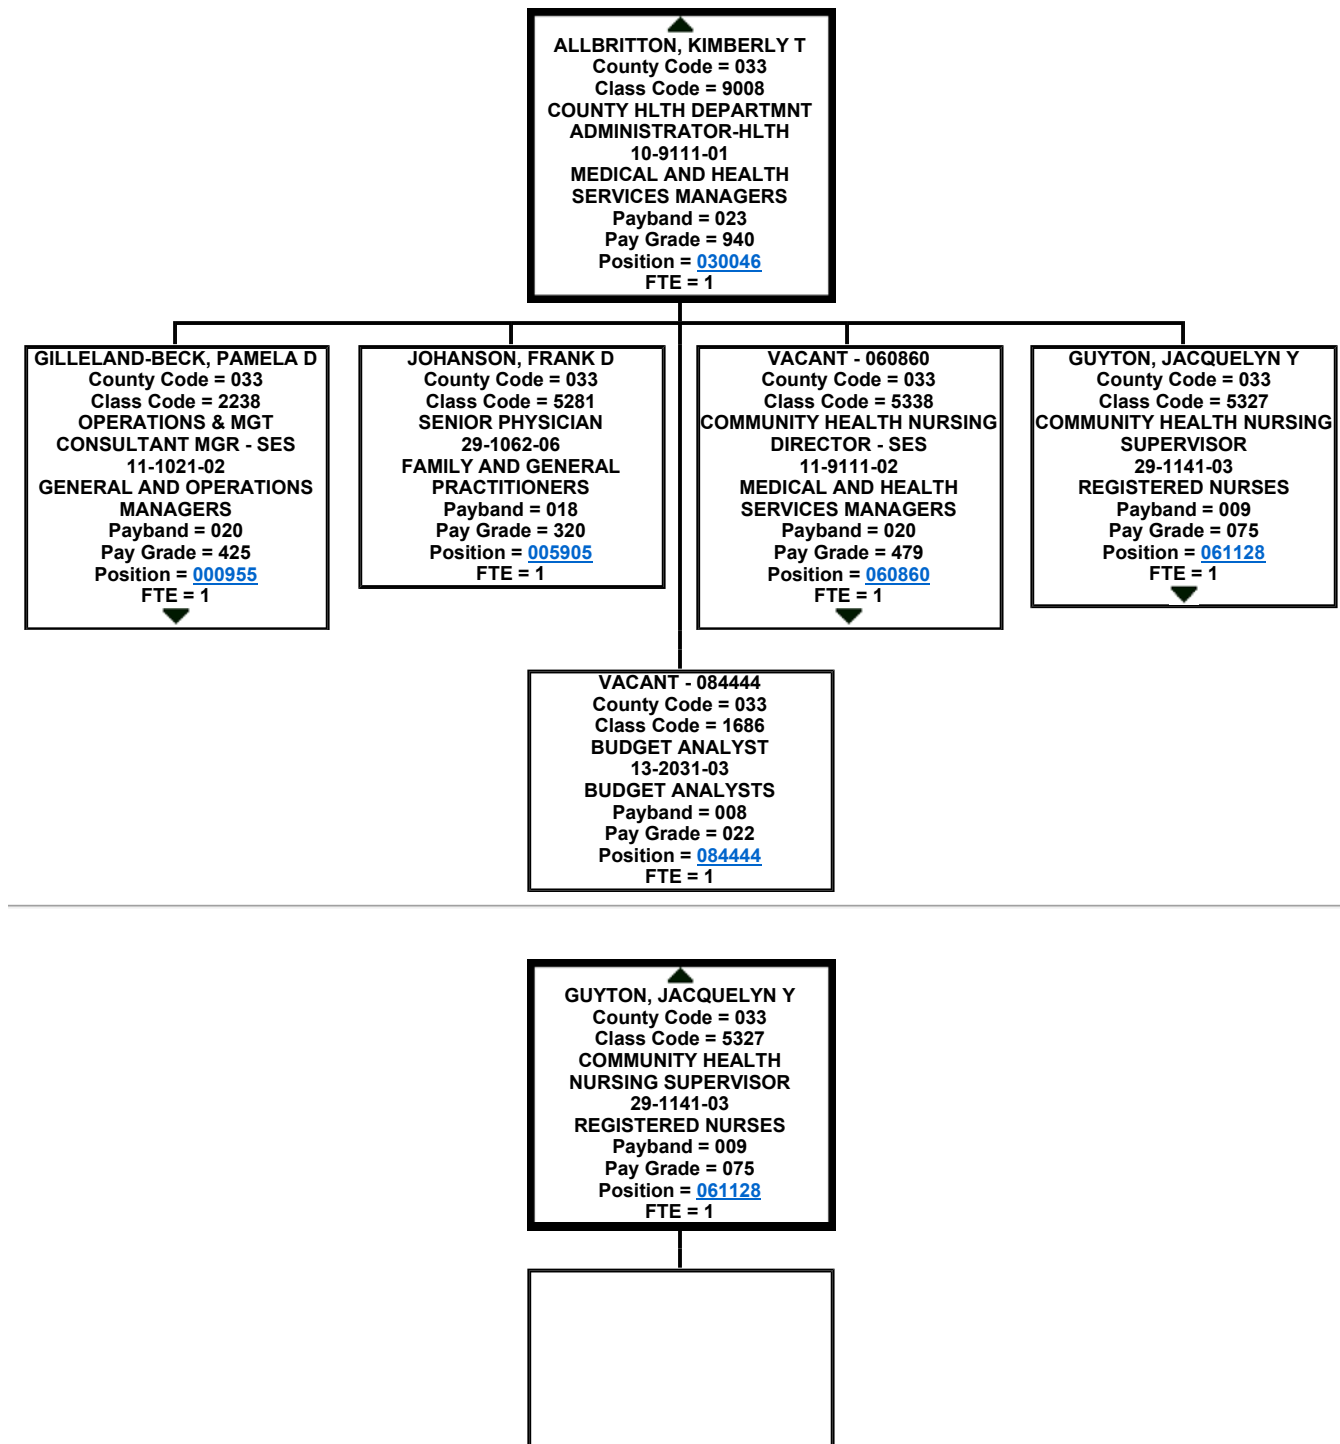 ALLBRITTON, KIMBERLY T
County Code = 033
Class Code = 9008
COUNTY HLTH DEPARTMNT
ADMINISTRATOR-HLTH
10-9111-01
MEDICAL AND HEALTH
SERVICES MANAGERS
Payband = 023
Pay Grade = 940
Position = 030046
FTE = 1
GILLELAND-BECK, PAMELA D
County Code = 033
Class Code = 2238
OPERATIONS & MGT
CONSULTANT MGR - SES
11-1021-02
GENERAL AND OPERATIONS
MANAGERS
Payband = 020
Pay Grade = 425
Position = 000955
FTE = 1
JOHANSON, FRANK D
County Code = 033
Class Code = 5281
SENIOR PHYSICIAN
29-1062-06
FAMILY AND GENERAL
PRACTITIONERS
Payband = 018
Pay Grade = 320
Position = 005905
FTE = 1
VACANT - 060860
County Code = 033
Class Code = 5338
COMMUNITY HEALTH NURSING
DIRECTOR - SES
11-9111-02
MEDICAL AND HEALTH
SERVICES MANAGERS
Payband = 020
Pay Grade = 479
Position = 060860
FTE = 1
GUYTON, JACQUELYN Y
County Code = 033
Class Code = 5327
COMMUNITY HEALTH NURSING
SUPERVISOR
29-1141-03
REGISTERED NURSES
Payband = 009
Pay Grade = 075
Position = 061128
FTE = 1
VACANT - 084444
County Code = 033
Class Code = 1686
BUDGET ANALYST
13-2031-03
BUDGET ANALYSTS
Payband = 008
Pay Grade = 022
Position = 084444
FTE = 1
GUYTON, JACQUELYN Y
County Code = 033
Class Code = 5327
COMMUNITY HEALTH
NURSING SUPERVISOR
29-1141-03
REGISTERED NURSES
Payband = 009
Pay Grade = 075
Position = 061128
FTE = 1